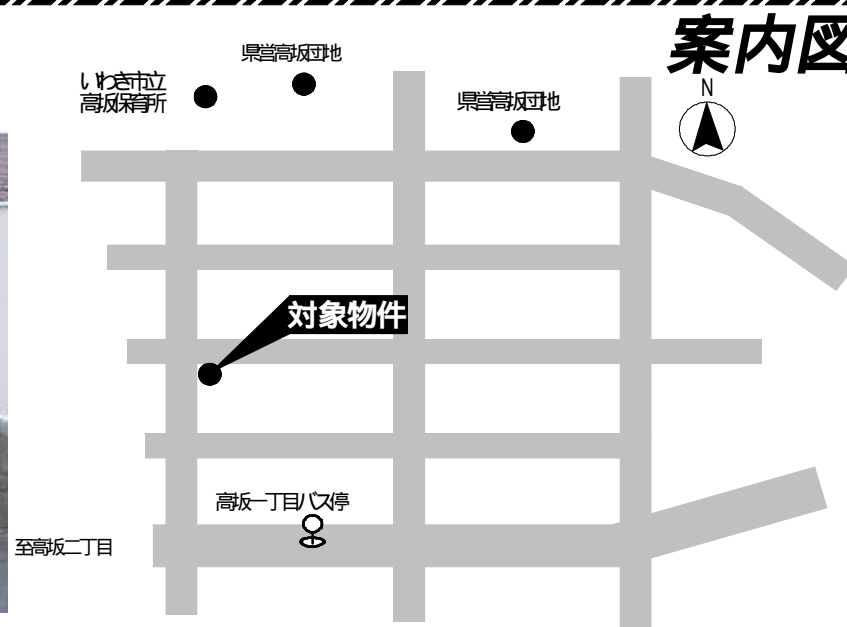 案内図
県営高坂団地
いわき市立
高坂保育所
県営高坂団地
N
対象物件
高坂一丁目バス停
至高坂二丁目